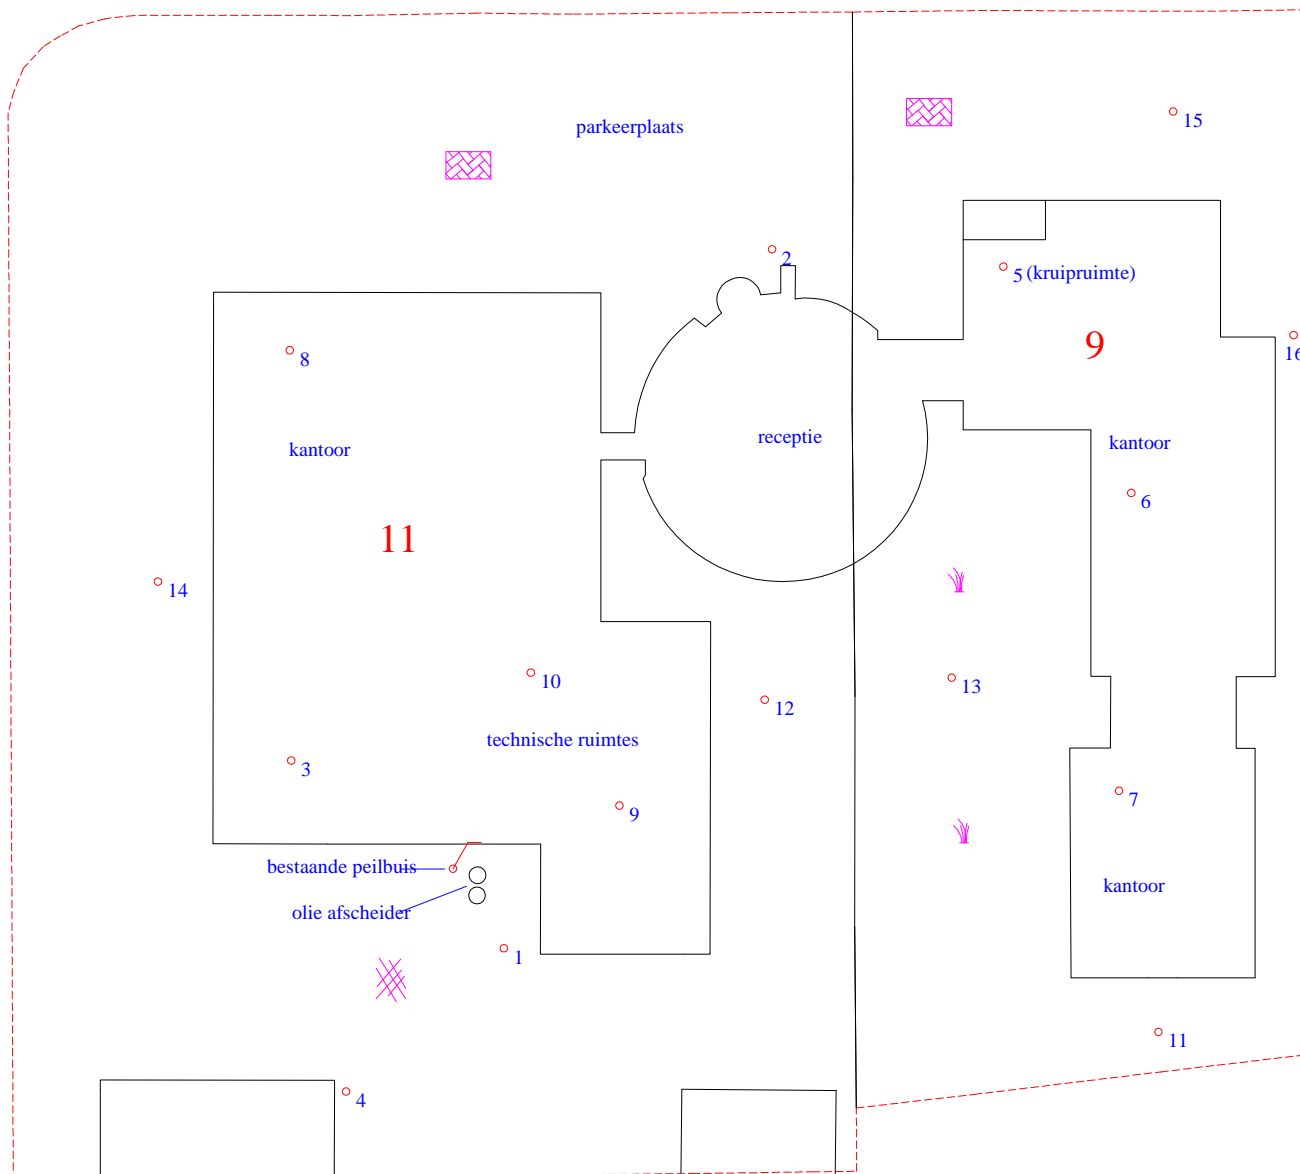 parkeerplaats
15
2
5 (kruipruimte)
9
16
8
kantoor
receptie
kantoor
6
11
14
10
13
12
technische ruimtes
3
7
9
bestaande peilbuis
kantoor
olie afscheider
1
11
4